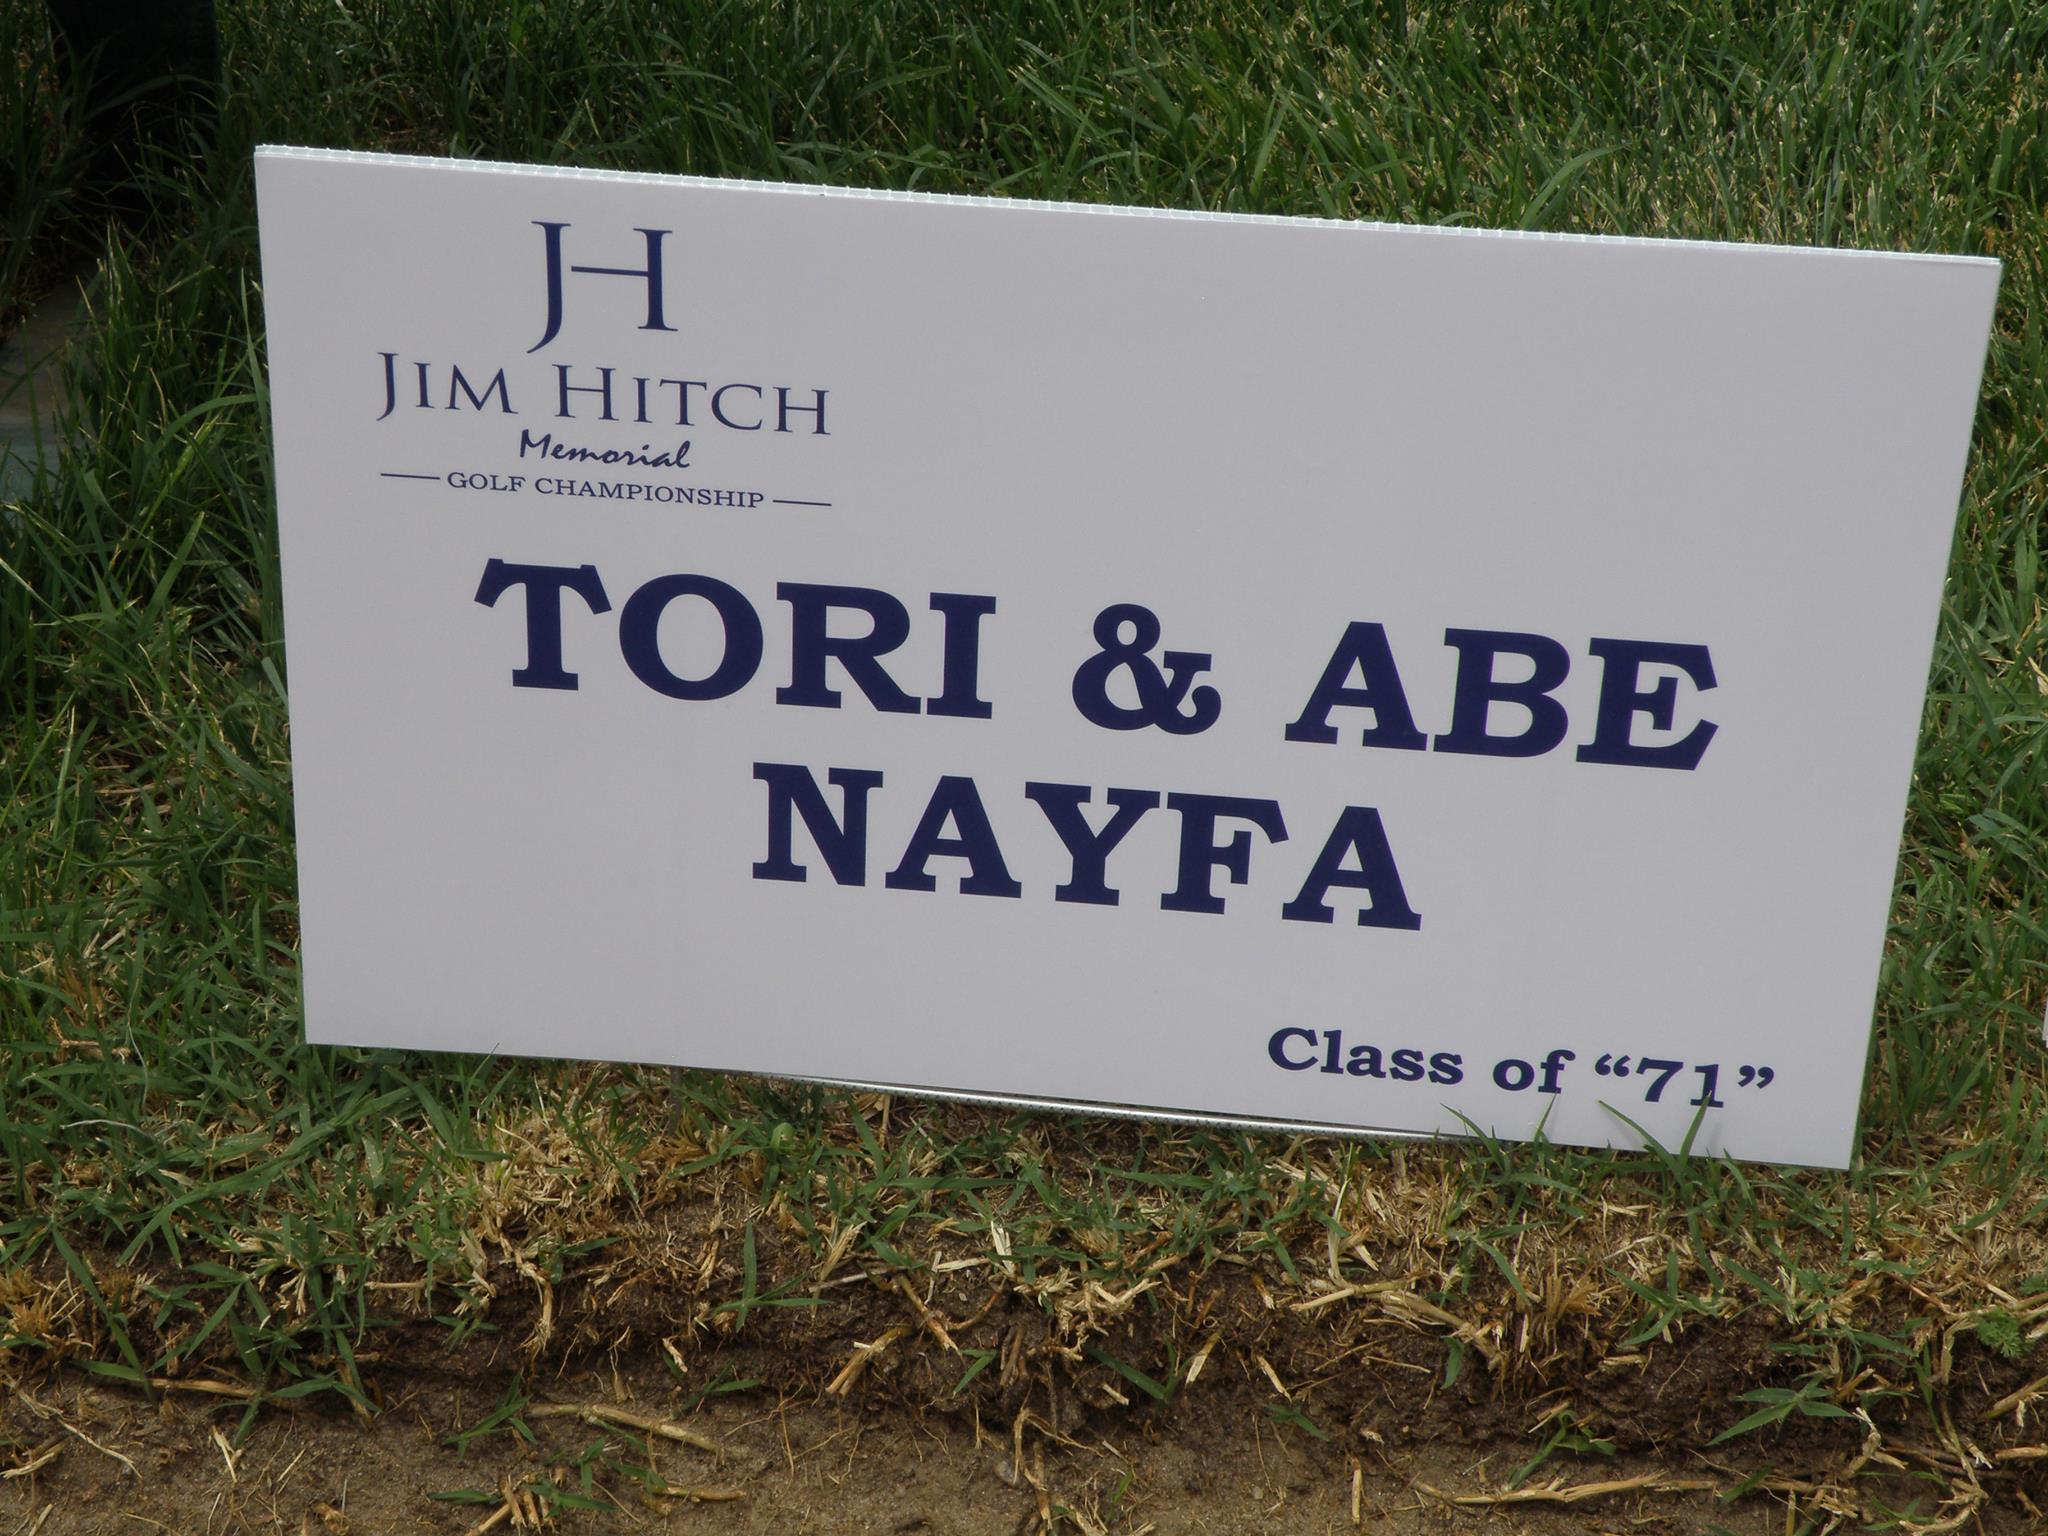 JH
JIM HITCH
Memorial
GOLF CHAMPIONSHIP
TORI & ABE
NAYFA
Class of “71”